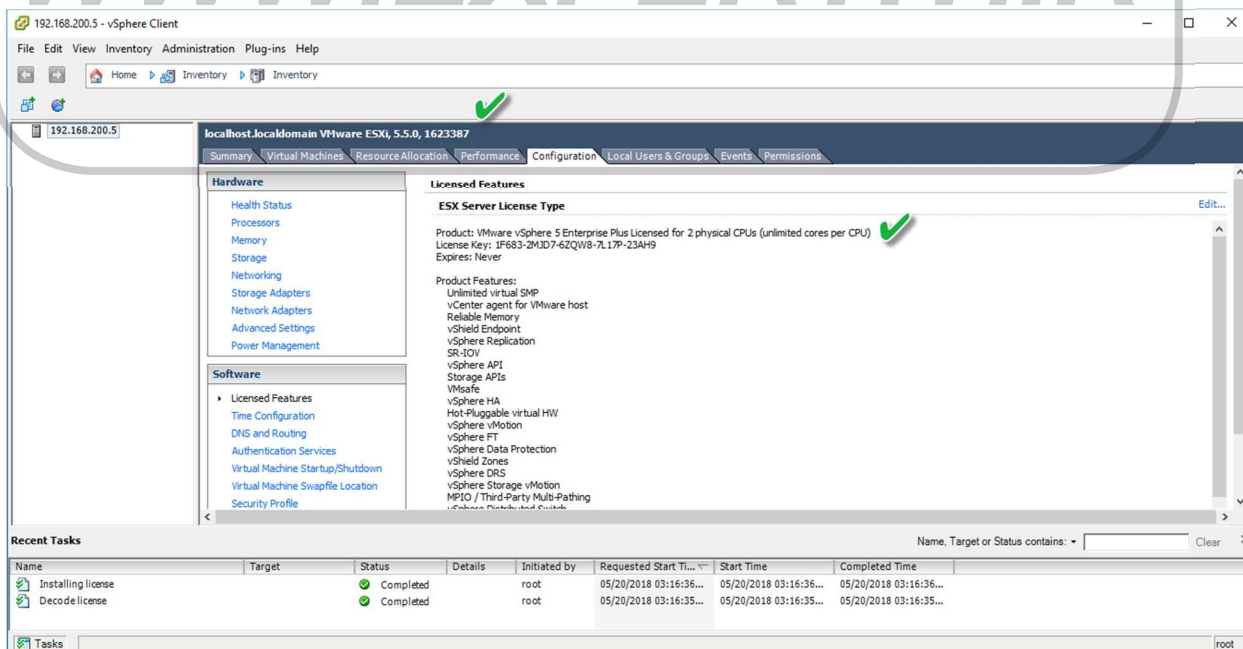 192.168.200.5 - vSphere Client
File Edit View Inventory Administration Plug-ins Help
Home Inventory Inventory
192.168.200.5
localhost.localdomain VMware ESXi, 5.5.0, 1623387
Summary Virtual Machines Resource Allocation Performance Configuration Local Users & Groups Events Permissions
Hardware
Health Status
Processors
Memory
Storage
Networking
Storage Adapters
Network Adapters
Advanced Settings
Power Management
Software
Licensed Features
Time Configuration
DNS and Routing
Authentication Services
Virtual Machine Startup/Shutdown
Virtual Machine Swapfile Location
Security Profile
Licensed Features
ESX Server License Type Edit...
Product: VMware vSphere 5 Enterprise Plus Licensed for 2 physical CPUs (unlimited cores per CPU)
License Key: 1F683-2MJD7-6ZQW8-7L17P-23AH9
Expires: Never
Product Features:
Unlimited virtual SMP
vCenter agent for VMware host
Reliable Memory
vShield Endpoint
vSphere Replication
SR-IOV
vSphere API
Storage APIs
VMsafe
vSphere HA
Hot-Pluggable virtual HW
vSphere vMotion
vSphere FT
vSphere Data Protection
vShield Zones
vSphere DRS
vSphere Storage vMotion
MPIO / Third-Party Multi-Pathing
vSphere Distributed Switch
Recent Tasks Name, Target or Status contains: Clear
Name Target Status Details Initiated by Requested Start Ti... Start Time Completed Time
Installing license Completed root 05/20/2018 03:16:36... 05/20/2018 03:16:36... 05/20/2018 03:16:36...
Decode license Completed root 05/20/2018 03:16:35... 05/20/2018 03:16:35... 05/20/2018 03:16:35...
Tasks root